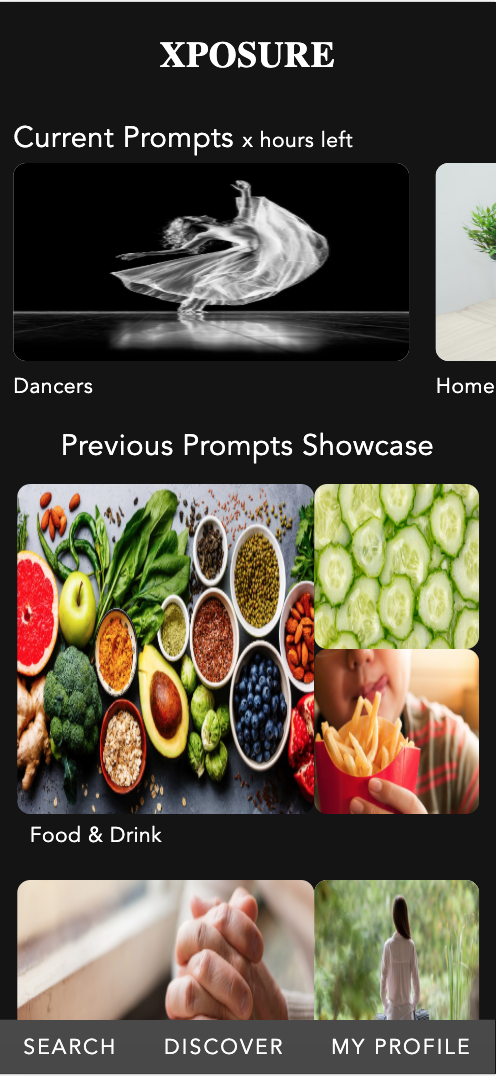 XPOSURE
Current Prompts x hours left
Dancers
Home
Previous Prompts Showcase
Food & Drink
SEARCH DISCOVER MY PROFILE